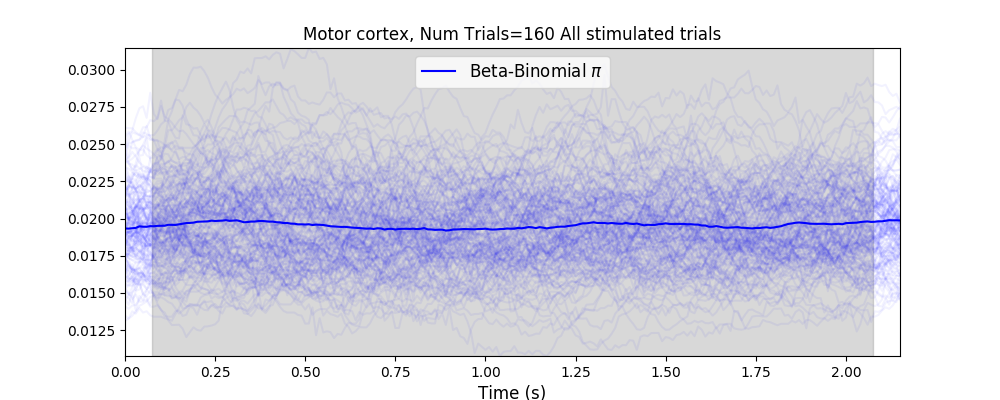 Motor cortex, Num Trials=160 All stimulated trials
Beta-Binomial π
0.0300
0.0275
0.0250
0.0225
0.0200
0.0175
0.0150
0.0125
0.00 0.25 0.50 0.75 1.00 1.25 1.50 1.75 2.00
Time (s)